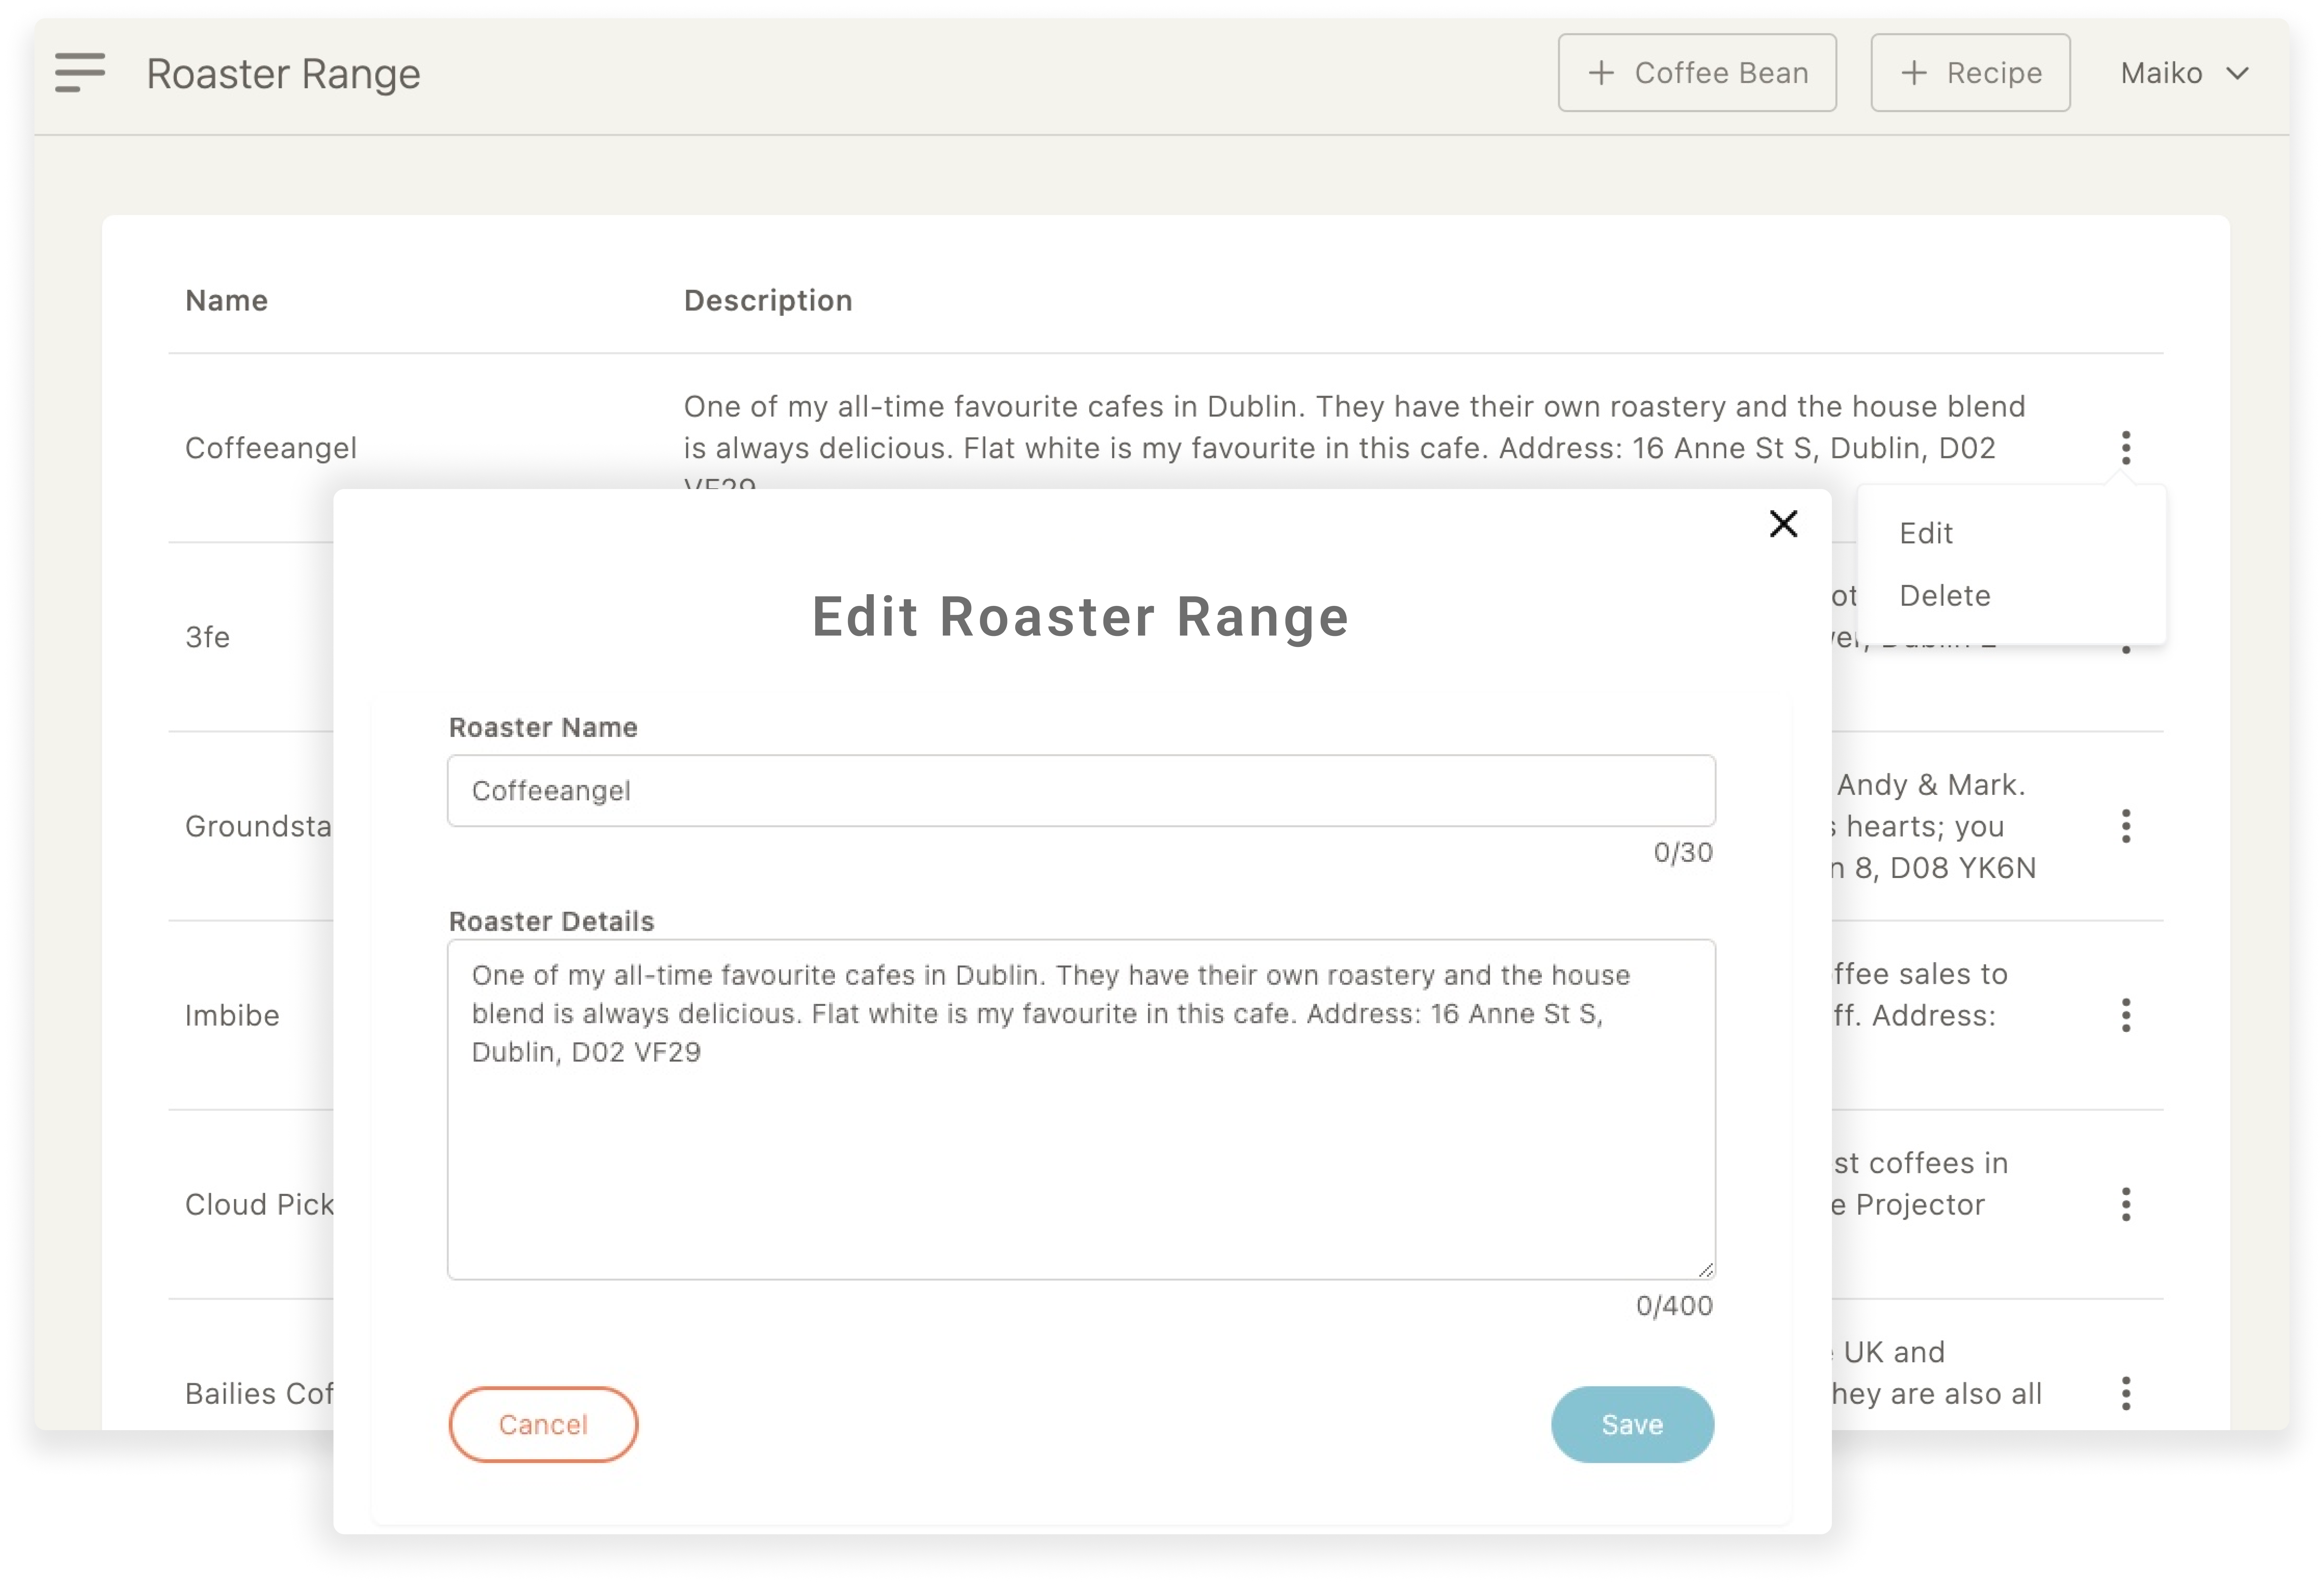 Roaster Range
+ Coffee Bean
+ Recipe
Maiko
Name
Description
Coffeeangel
One of my all-time favourite cafes in Dublin. They have their own roastery and the house blend
is always delicious. Flat white is my favourite in this cafe. Address: 16 Anne St S, Dublin, D02
VF29
Edit
Delete
3fe
Groundsta
Andy & Mark.
hearts; you
n 8, D08 YK6N
Imbibe
ffee sales to
ff. Address:
Cloud Pick
st coffees in
e Projector
Bailies Cof
UK and
hey are also all
Edit Roaster Range
Roaster Name
Coffeeangel
0/30
Roaster Details
One of my all-time favourite cafes in Dublin. They have their own roastery and the house
blend is always delicious. Flat white is my favourite in this cafe. Address: 16 Anne St S,
Dublin, D02 VF29
0/400
Cancel
Save